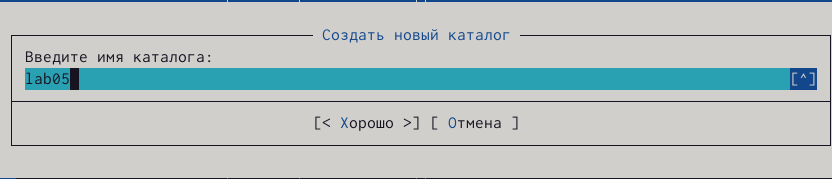 Создать новый каталог
Введите имя каталога:
lab05 [^]
[< Хорошо >] [ Отмена ]